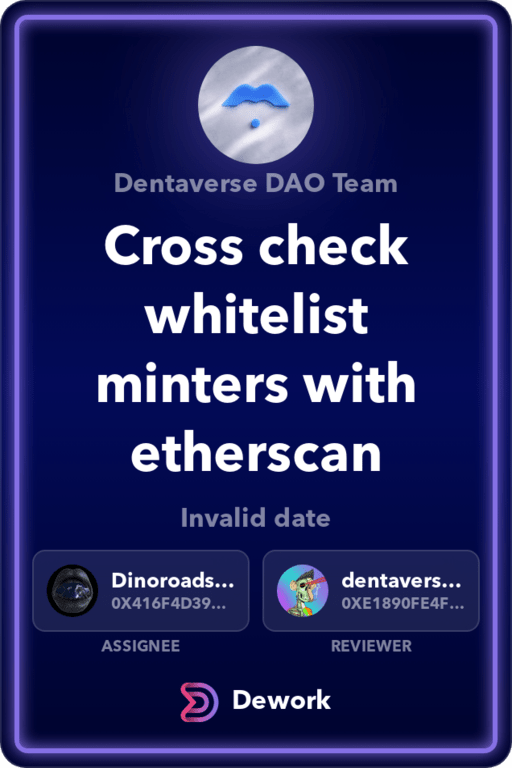 Dentaverse DAO Team
Cross check
whitelist
minters with
etherscan
Invalid date
Dinoroads...
0X416F4D39...
dentavers...
0XE1890FE4F...
ASSIGNEE
REVIEWER
Dework